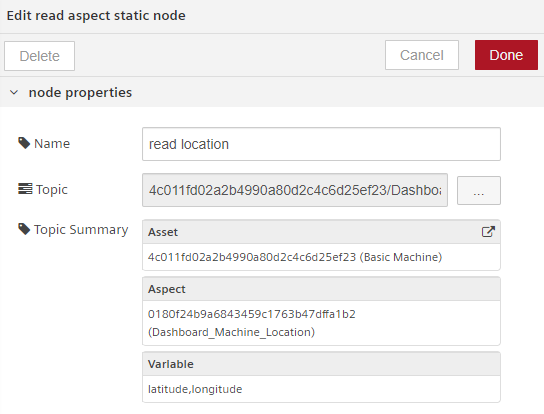 Edit read aspect static node
Delete
Cancel
Done
node properties
Name
read location
Topic
4c011fd02a2b4990a80d2c4c6d25ef23/Dashboa
...
Topic Summary
Asset
4c011fd02a2b4990a80d2c4c6d25ef23 (Basic Machine)
Aspect
0180f24b9a6843459c1763b47dffa1b2
(Dashboard_Machine_Location)
Variable
latitude,longitude